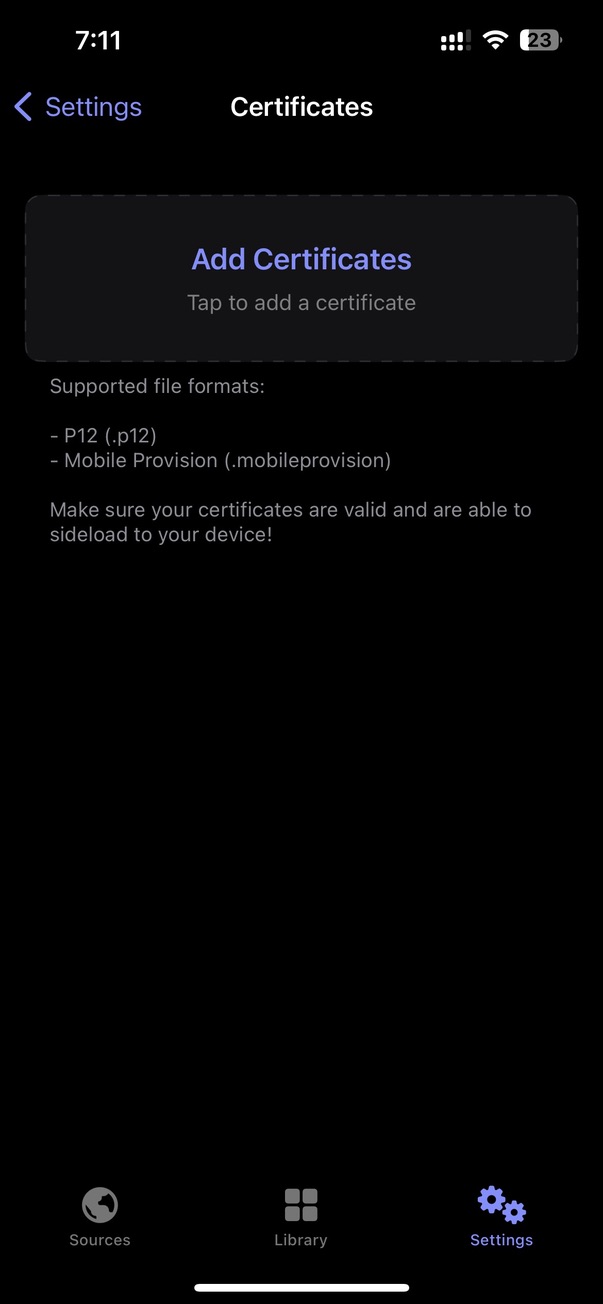 7:11
23
Settings
Certificates
Add Certificates
Tap to add a certificate
Supported file formats:
- P12 (.p12)
- Mobile Provision (.mobileprovision)
Make sure your certificates are valid and are able to
sideload to your device!
Sources
Library
Settings